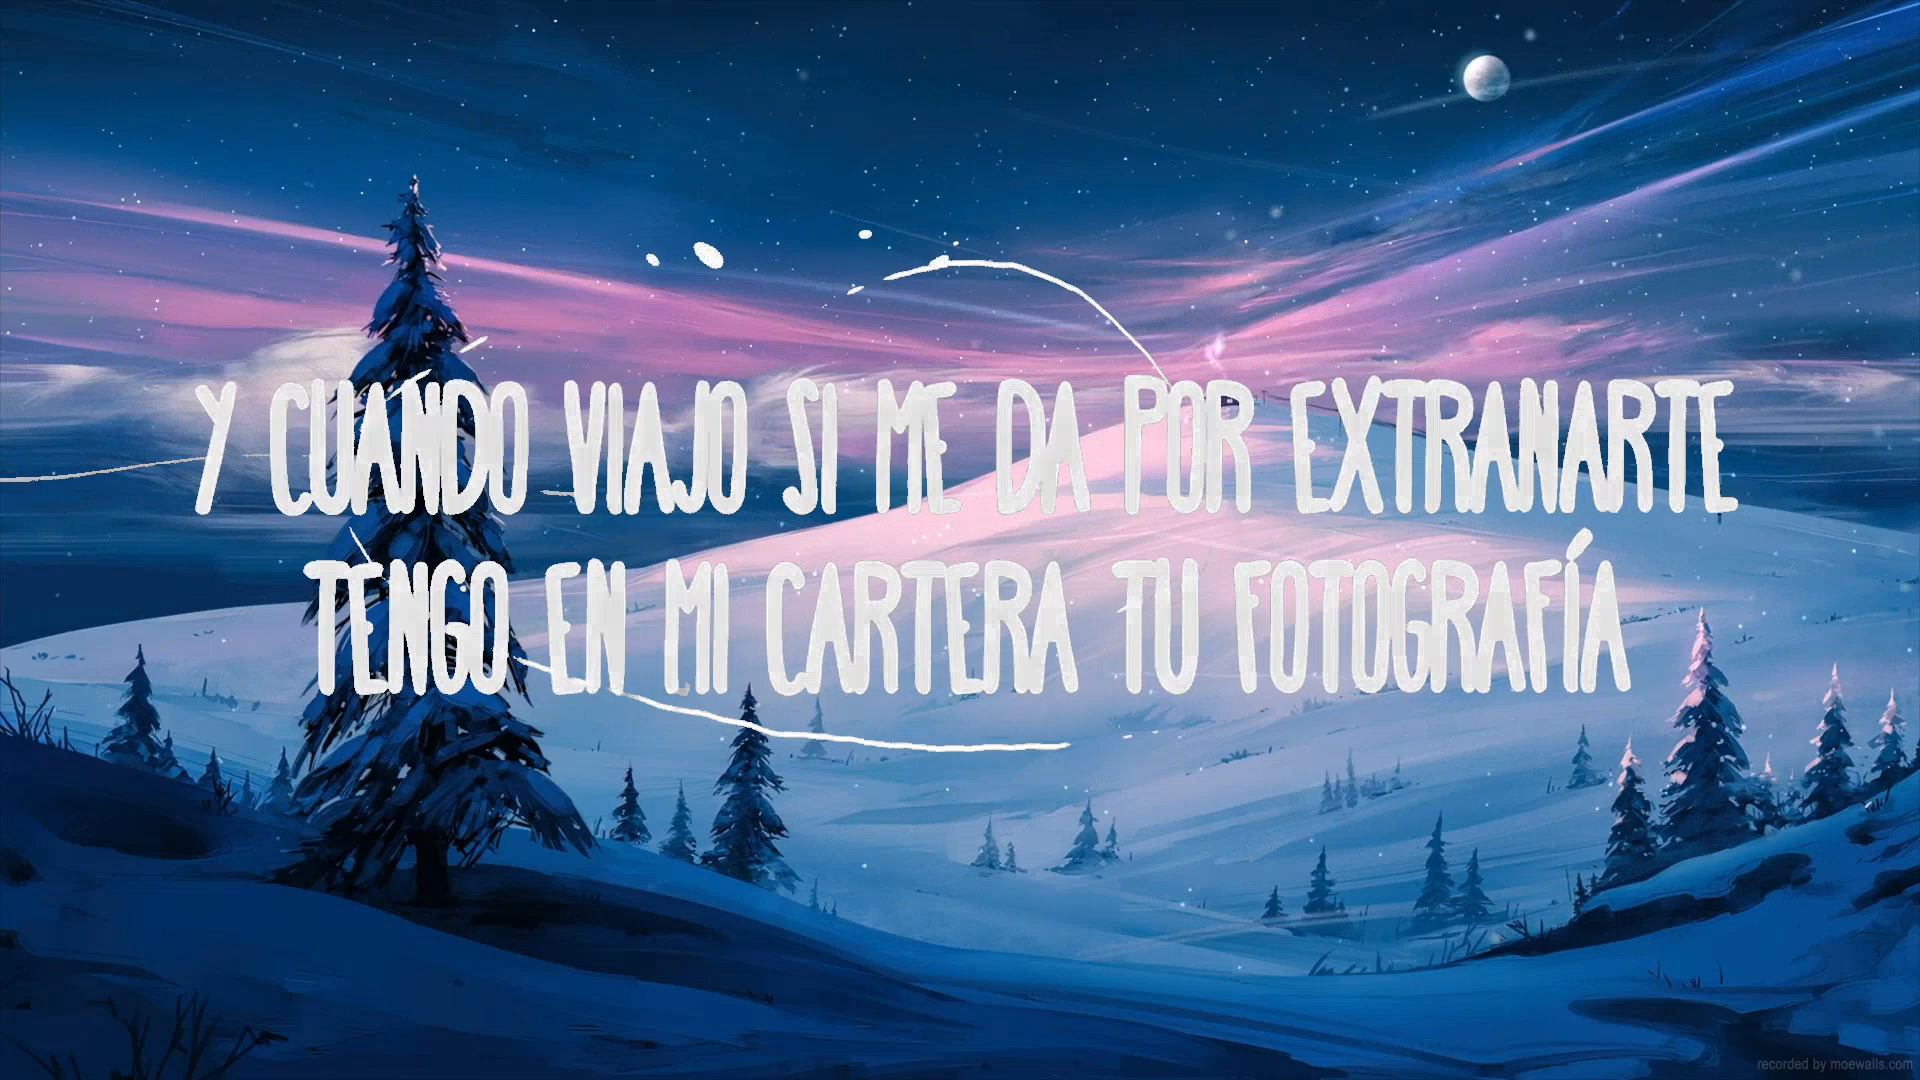 Y CUANDO VIAJO SI ME DA POR EXTRANARTE
TENGO EN MI CARTERA TU FOTOGRAFÍA
recorded by moewalls.com